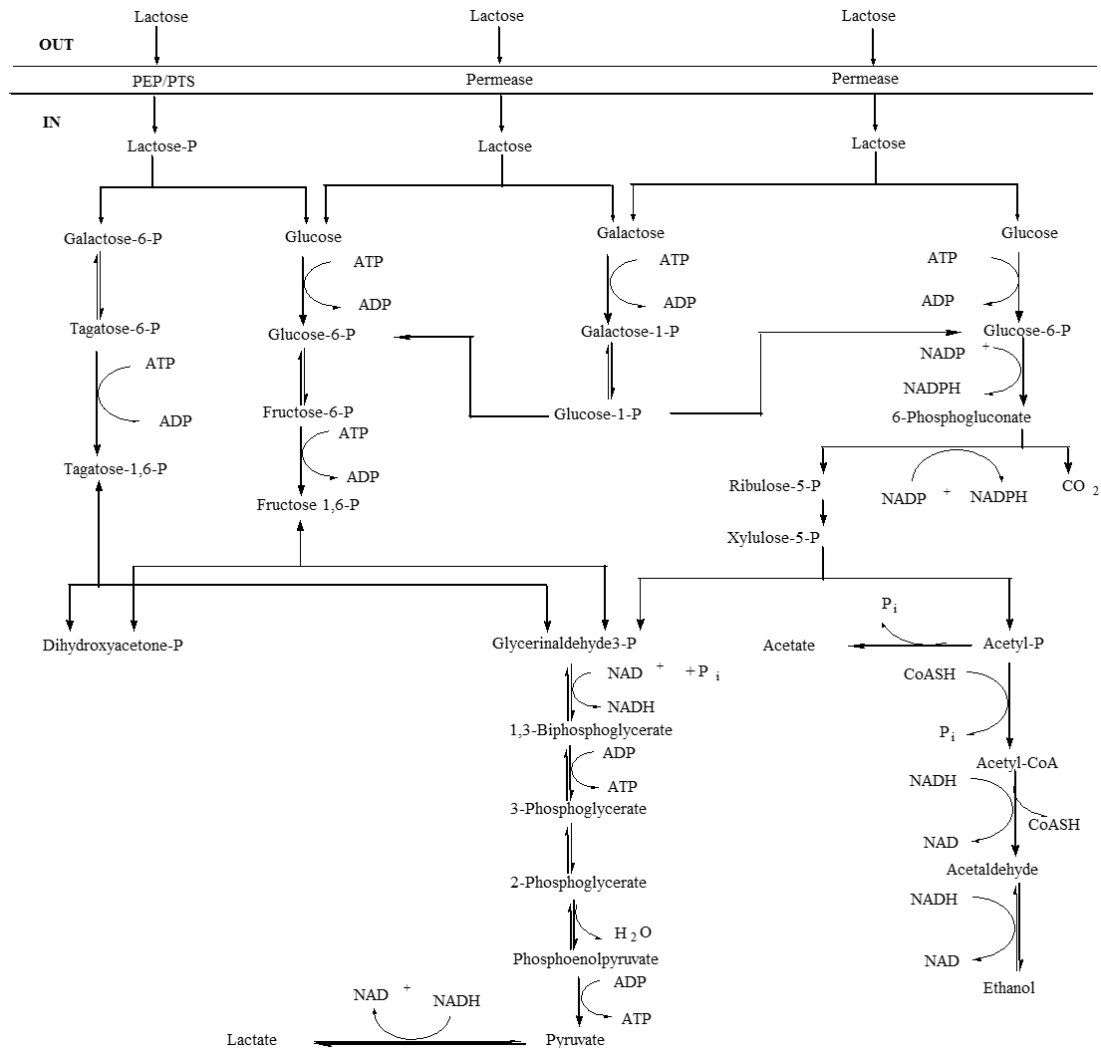 Lactose Lactose Lactose
OUT
PEP/PTS Permease Permease
IN
Lactose-P Lactose Lactose
Galactose-6-P Glucose Galactose Glucose
ATP ATP ATP
ADP ADP ADP
Tagatose-6-P Glucose-6-P Galactose-1-P Glucose-6-P
ATP NADP +
NADPH
Fructose-6-P Glucose-1-P 6-Phosphogluconate
ADP ATP
Tagatose-1,6-P ADP
Ribulose-5-P NADP + NADPH CO 2
Fructose 1,6-P
Xylulose-5-P
P i
Dihydroxyacetone-P Glycerinaldehyde3-P Acetate Acetyl-P
NAD + +P i CoASH
NADH
1,3-Biphosphoglycerate P i
ADP Acetyl-CoA
ATP NADH
3-Phosphoglycerate CoASH
NAD
Acetaldehyde
2-Phosphoglycerate NADH
H 2 O
Phosphoenolpyruvate NAD
ADP Ethanol
NAD + NADH
ATP
Lactate Pyruvate